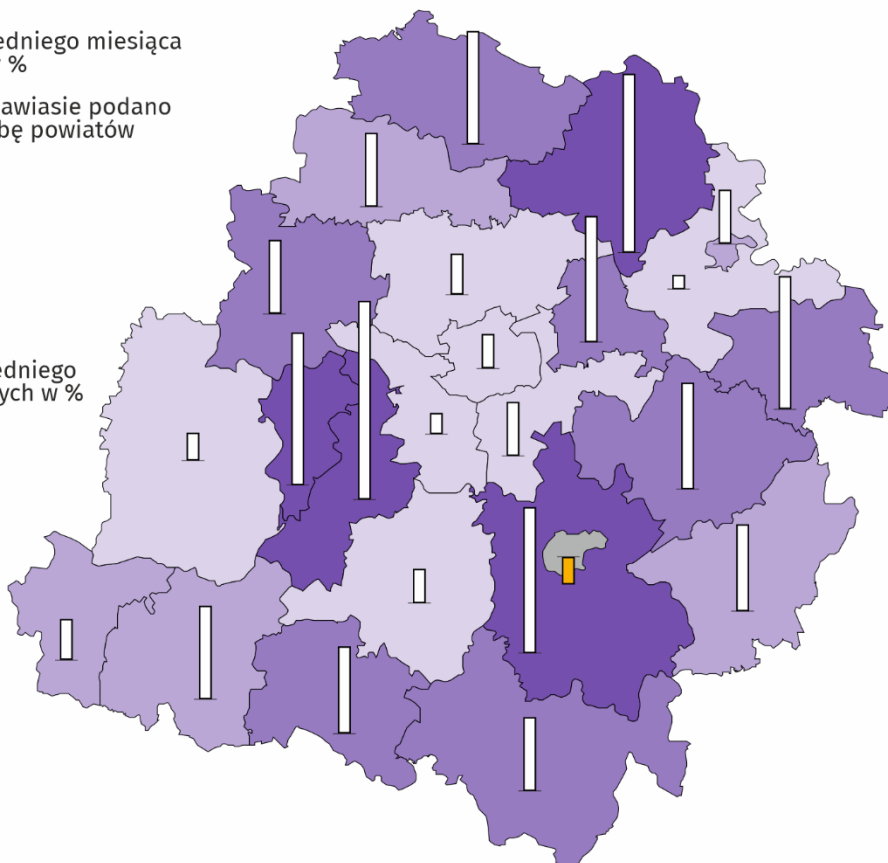 edniego miesiąca
%
awiasie podano
bę powiatów
edniego
ych w %